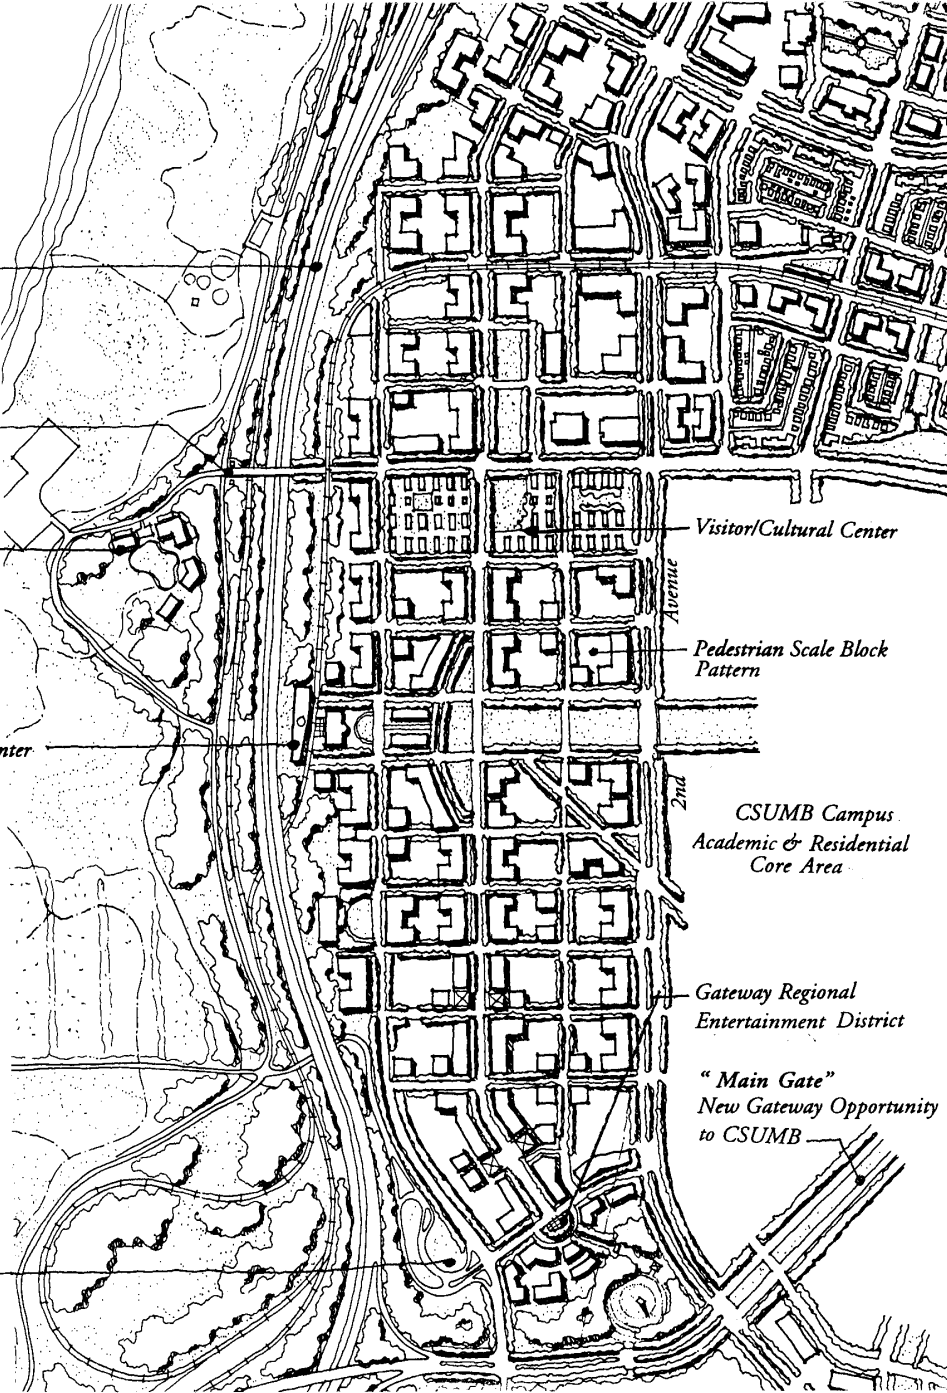 Visitor/Cultural Center
Avenue
Pedestrian Scale Block
Pattern
nter
2nd
CSUMB Campus
Academic & Residential
Core Area
Gateway Regional
Entertainment District
“Main Gate”
New Gateway Opportunity
to CSUMB